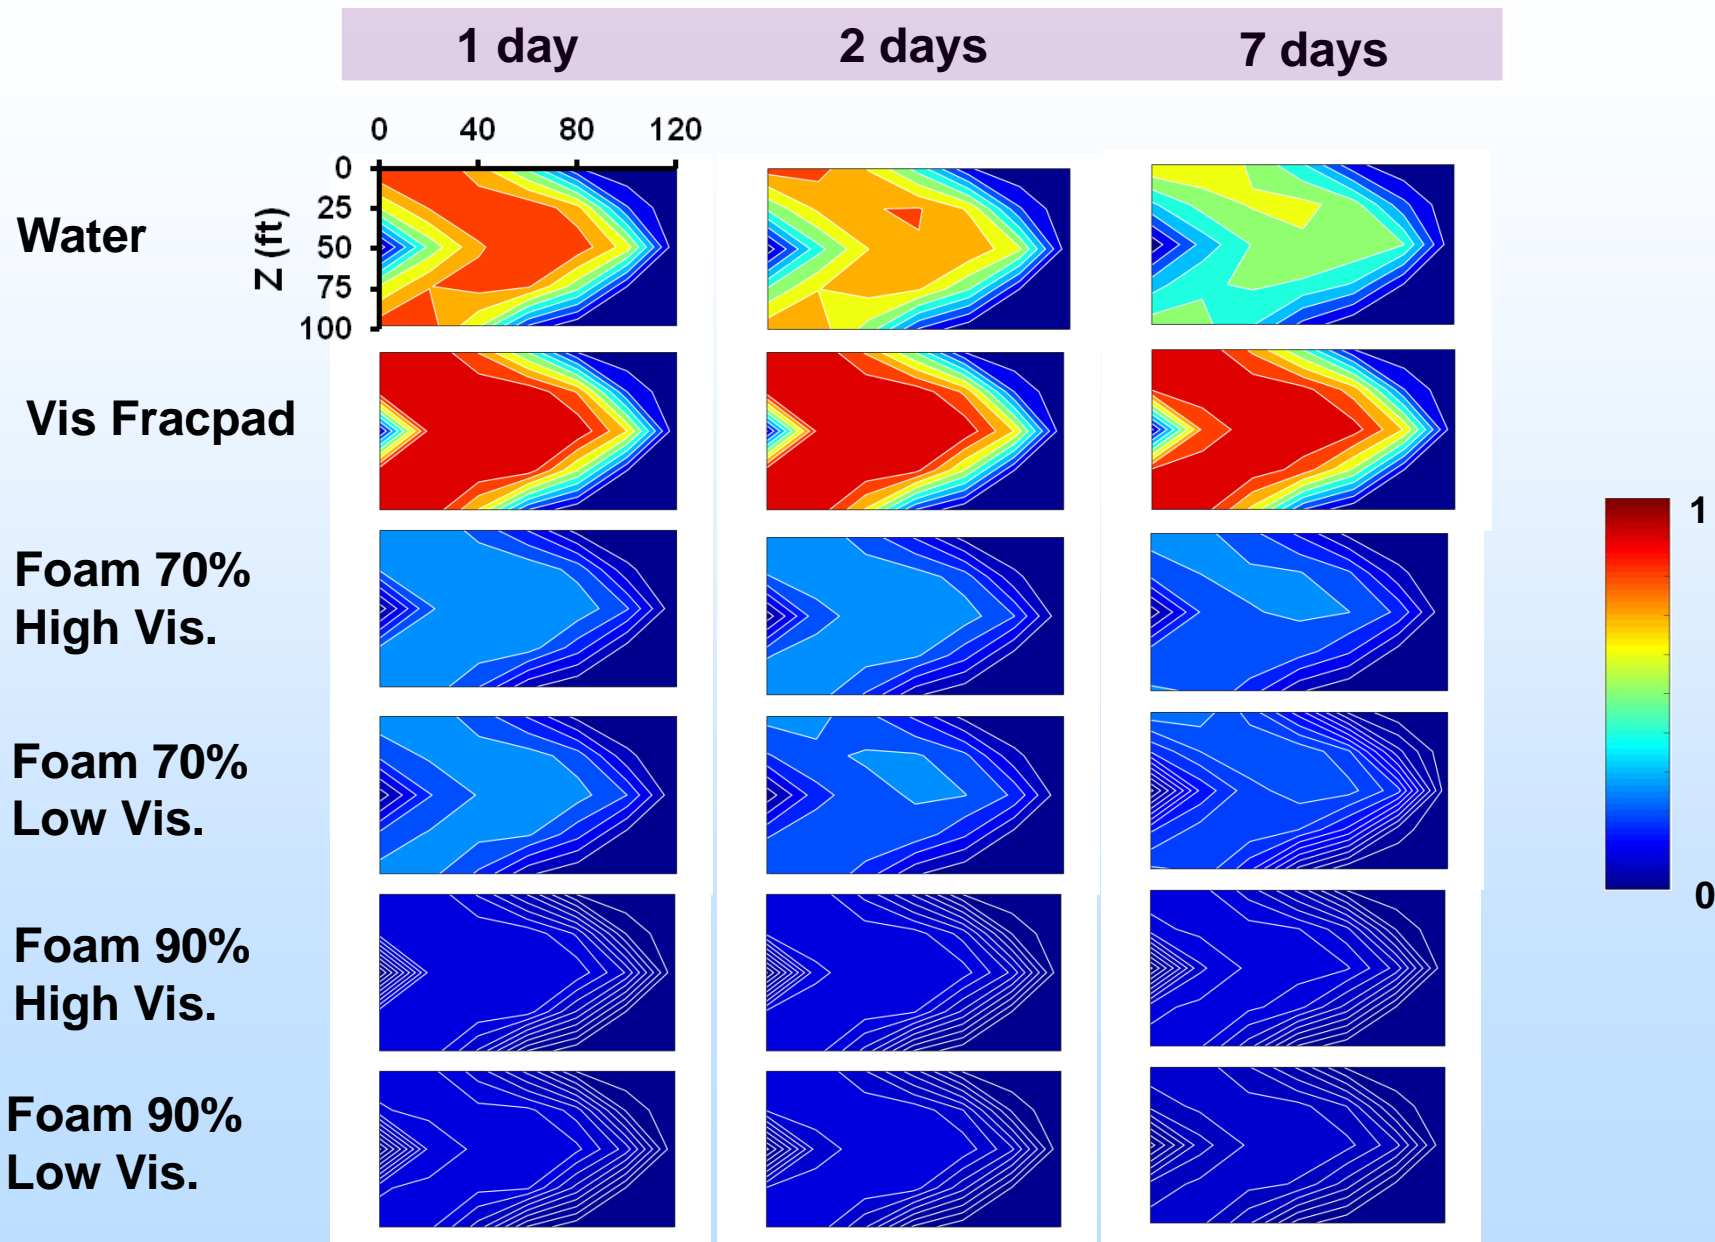 1 day 2 days 7 days
0 40 80 120
0
25
50
75
100
Z (ft)
Water
Vis Fracpad
Foam 70%
High Vis.
Foam 70%
Low Vis.
Foam 90%
High Vis.
Foam 90%
Low Vis.
1
0